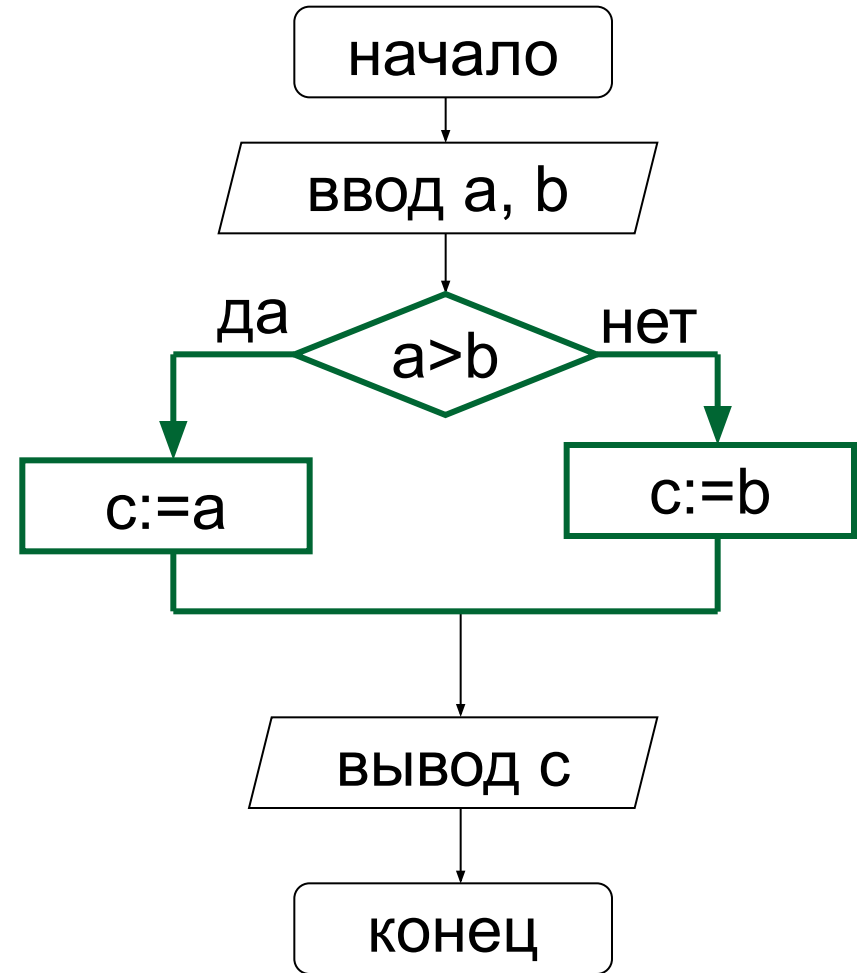 начало
ввод a, b
да
нет
a>b
c:=a
c:=b
вывод c
конец